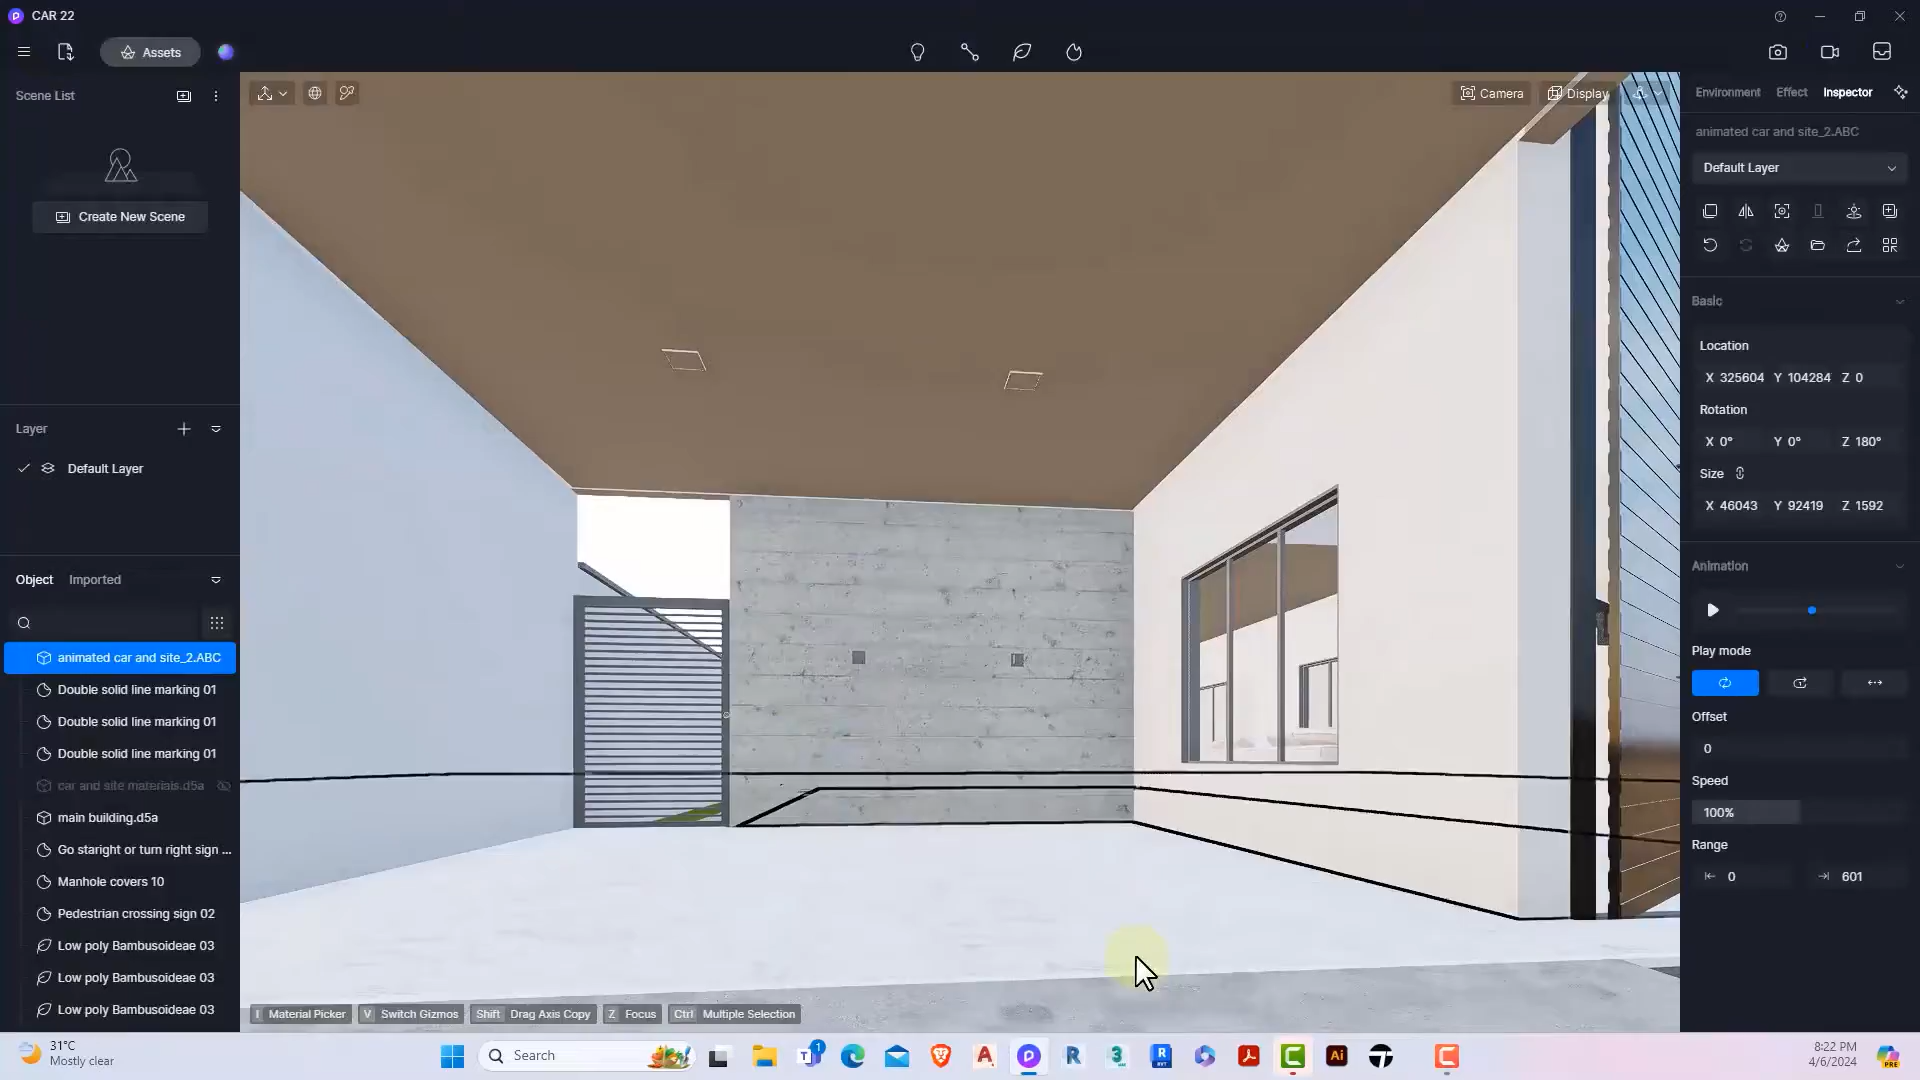 CAR 22
Assets
Scene List
Create New Scene
Layer
Default Layer
Object Imported
animated car and site_2.ABC
Double solid line marking 01
Double solid line marking 01
Double solid line marking 01
car and site materials.d5a
main building.d5a
Go staright or turn right sign ...
Manhole covers 10
Pedestrian crossing sign 02
Low poly Bambusoideae 03
Low poly Bambusoideae 03
Low poly Bambusoideae 03
Camera Display
I Material Picker V Switch Gizmos Shift Drag Axis Copy Z Focus Ctrl Multiple Selection
Environment Effect Inspector
animated car and site_2.ABC
Default Layer
Basic
Location
X 325604 Y 104284 Z 0
Rotation
X 0° Y 0° Z 180°
Size
X 46043 Y 92419 Z 1592
Animation
Play mode
Offset
0
Speed
100%
Range
0 601
31°C
Mostly clear
Search
1
8:22 PM
4/6/2024